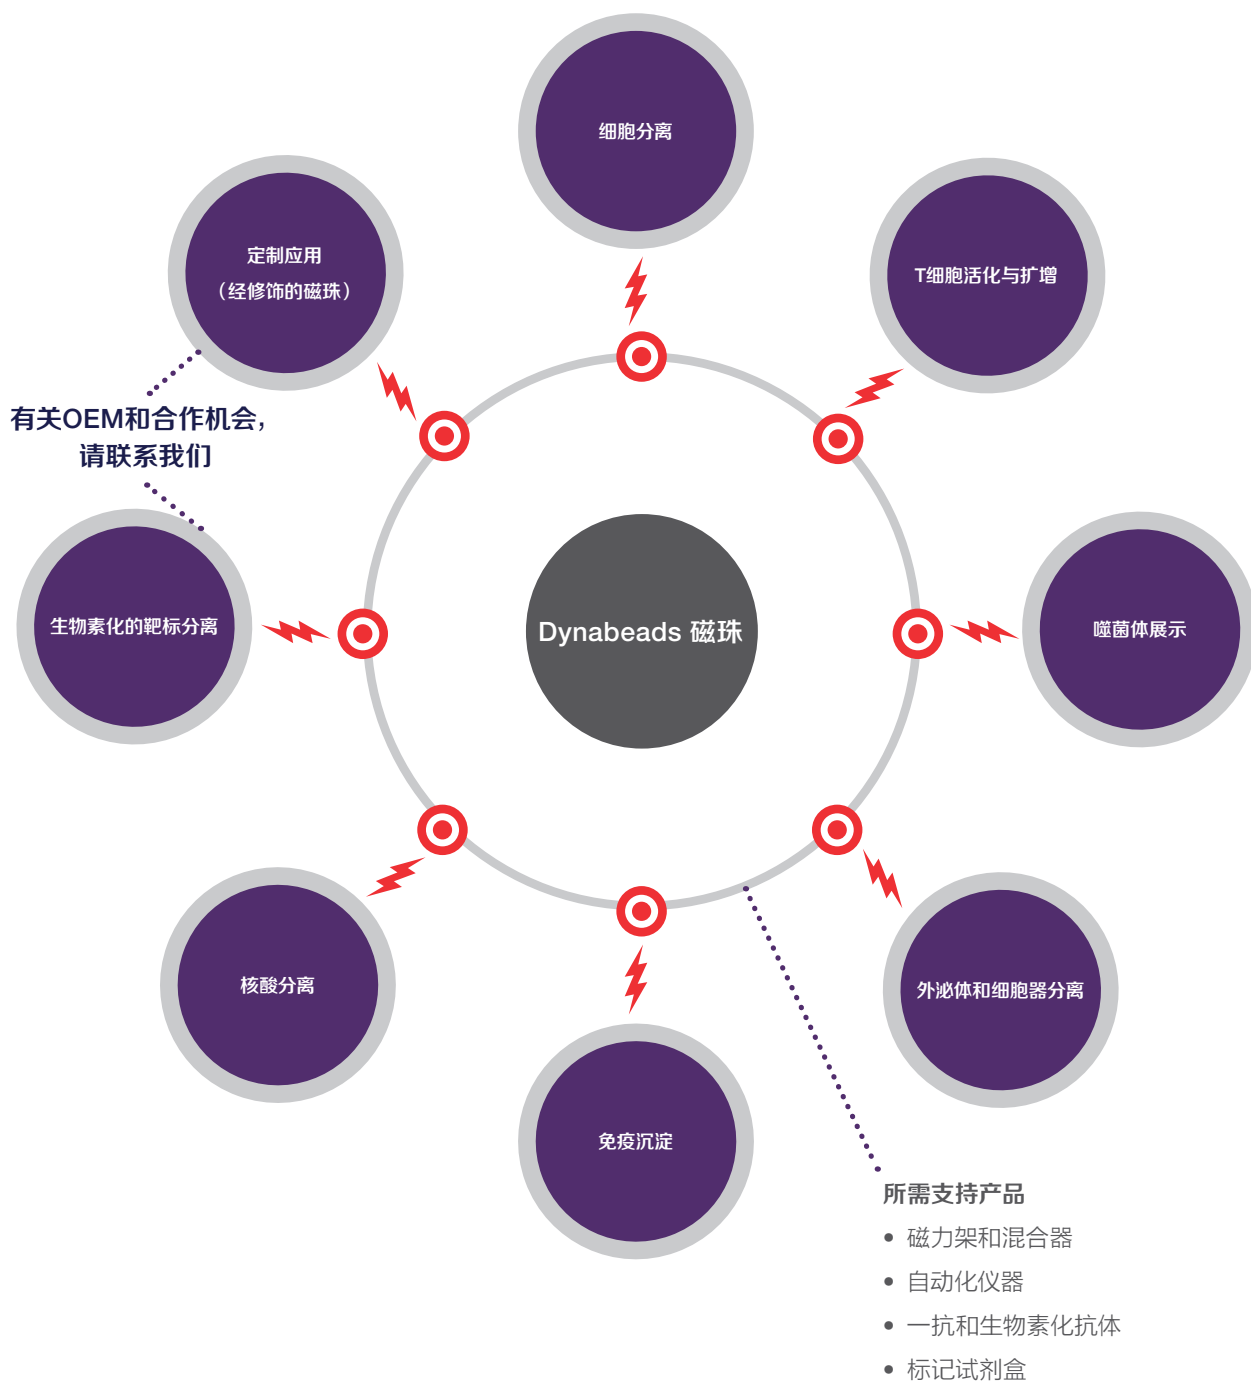 细胞分离
定制应用
（经修饰的磁珠）
T细胞活化与扩增
有关OEM和合作机会，
请联系我们
生物素化的靶标分离
Dynabeads 磁珠
噬菌体展示
核酸分离
外泌体和细胞器分离
免疫沉淀
所需支持产品
• 磁力架和混合器
• 自动化仪器
• 一抗和生物素化抗体
• 标记试剂盒